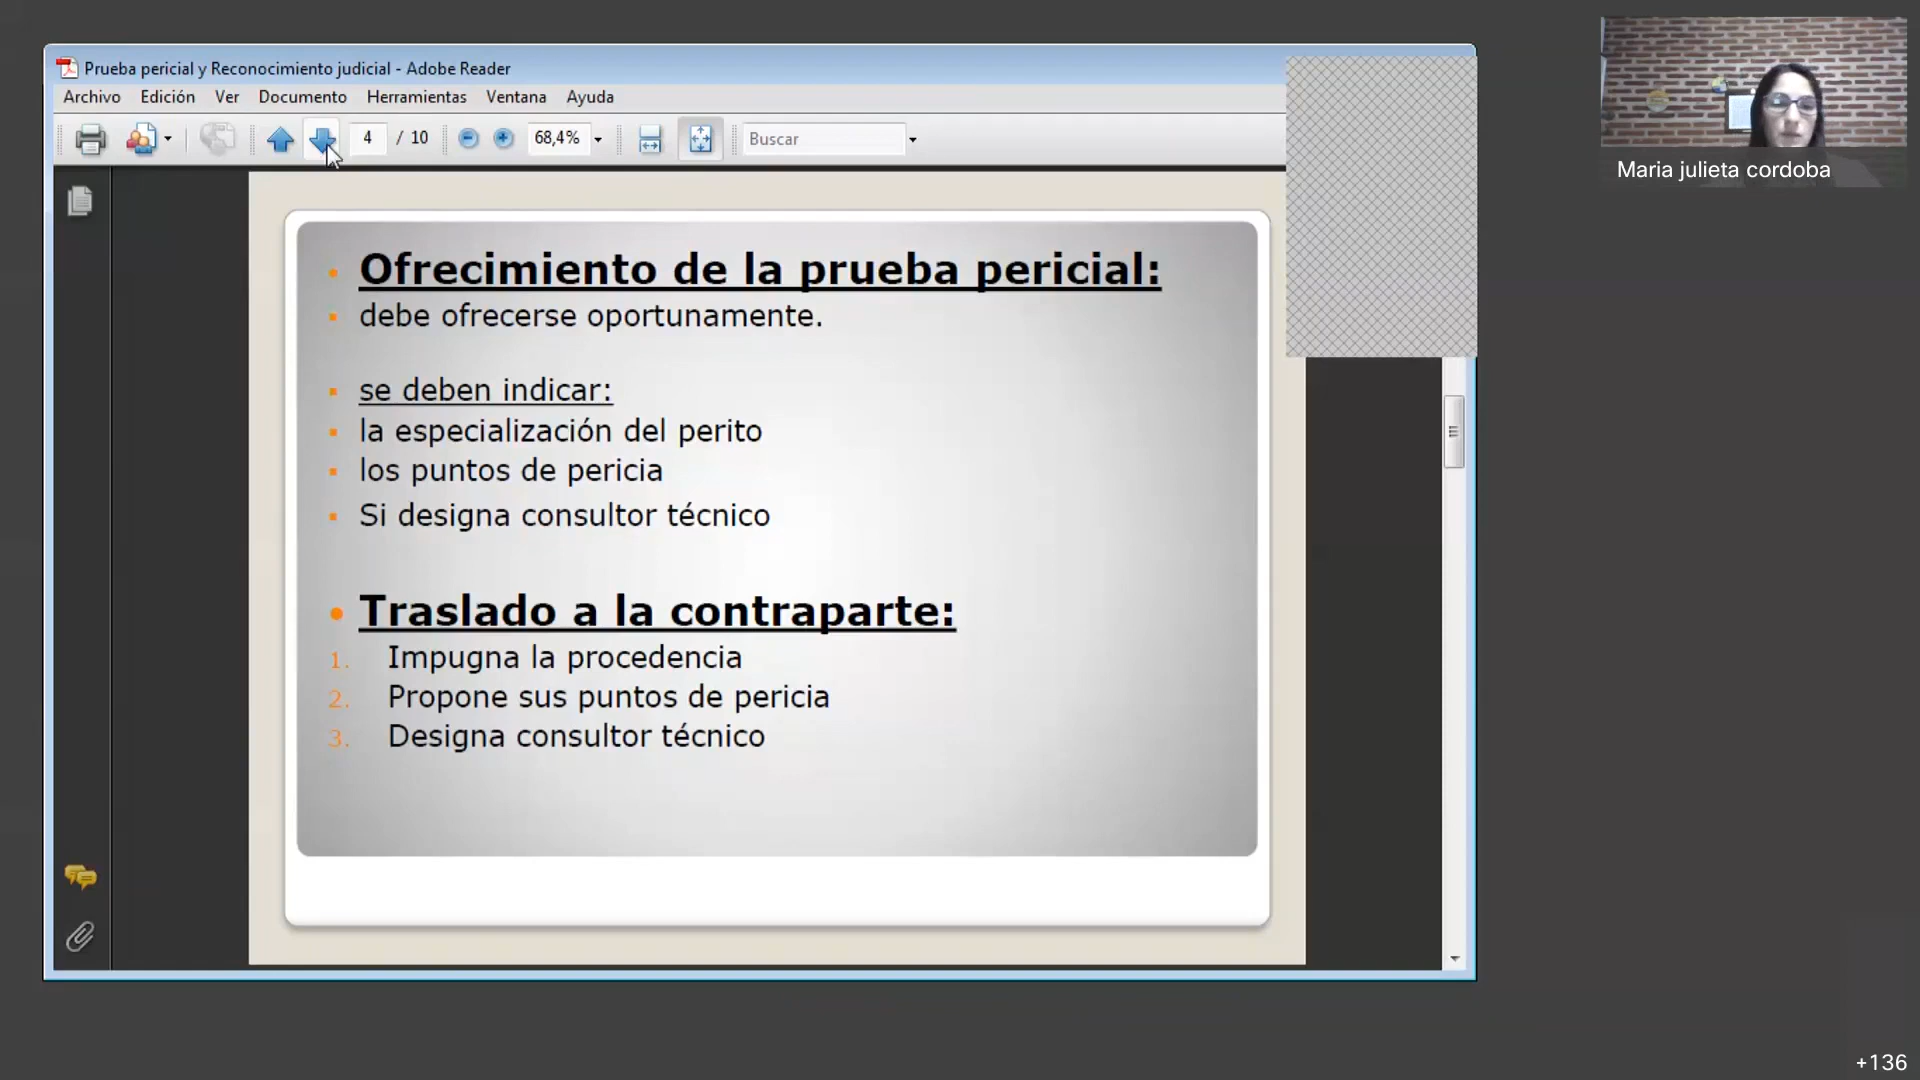 Prueba pericial y Reconocimiento judicial - Adobe Reader
Archivo Edición Ver Documento Herramientas Ventana Ayuda
4 / 10 68,4% Buscar
Maria julieta cordoba
Ofrecimiento de la prueba pericial:
debe ofrecerse oportunamente.
se deben indicar:
la especialización del perito
los puntos de pericia
Si designa consultor técnico
Traslado a la contraparte:
1. Impugna la procedencia
2. Propone sus puntos de pericia
3. Designa consultor técnico
+136